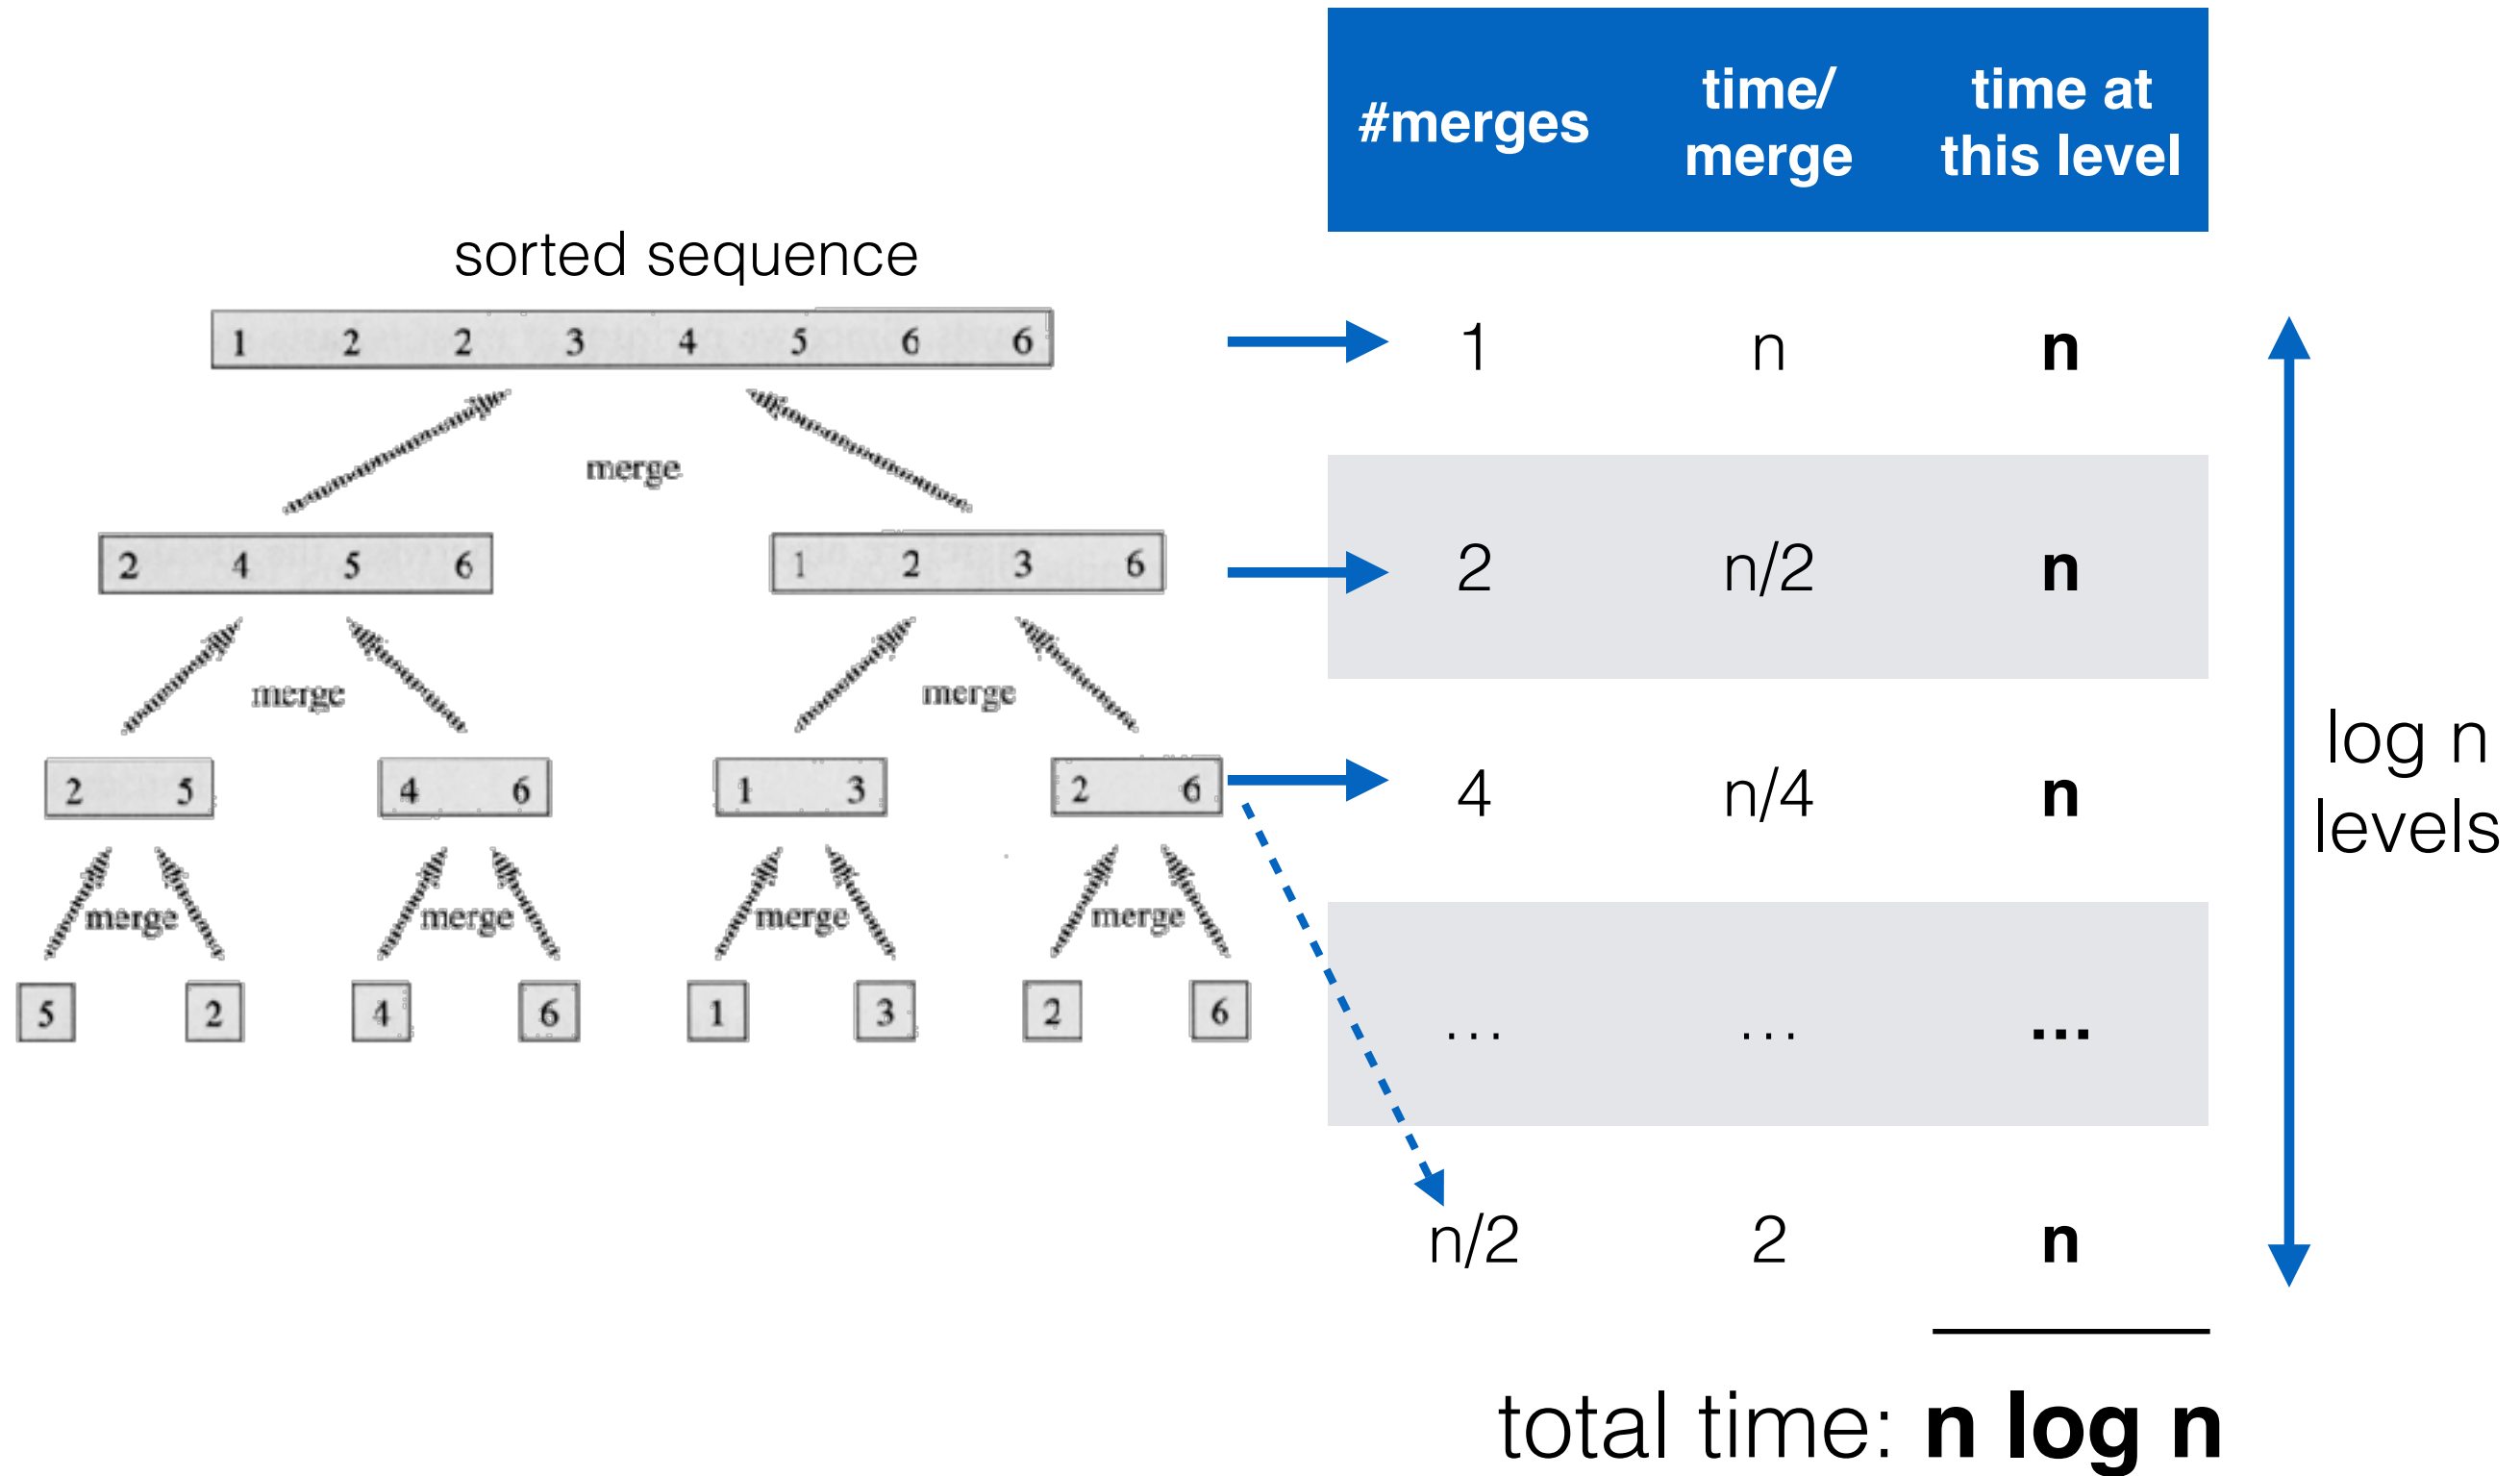 #merges time/ merge time at this level
sorted sequence
1 2 2 3 4 5 6 6
1 n n
merge
2 4 5 6 1 2 3 6
2 n/2 n
merge merge
2 5 4 6 1 3 2 6
4 n/4 n
log n
levels
merge merge merge merge
5 2 4 6 1 3 2 6
... ... ...
n/2 2 n
total time: n log n